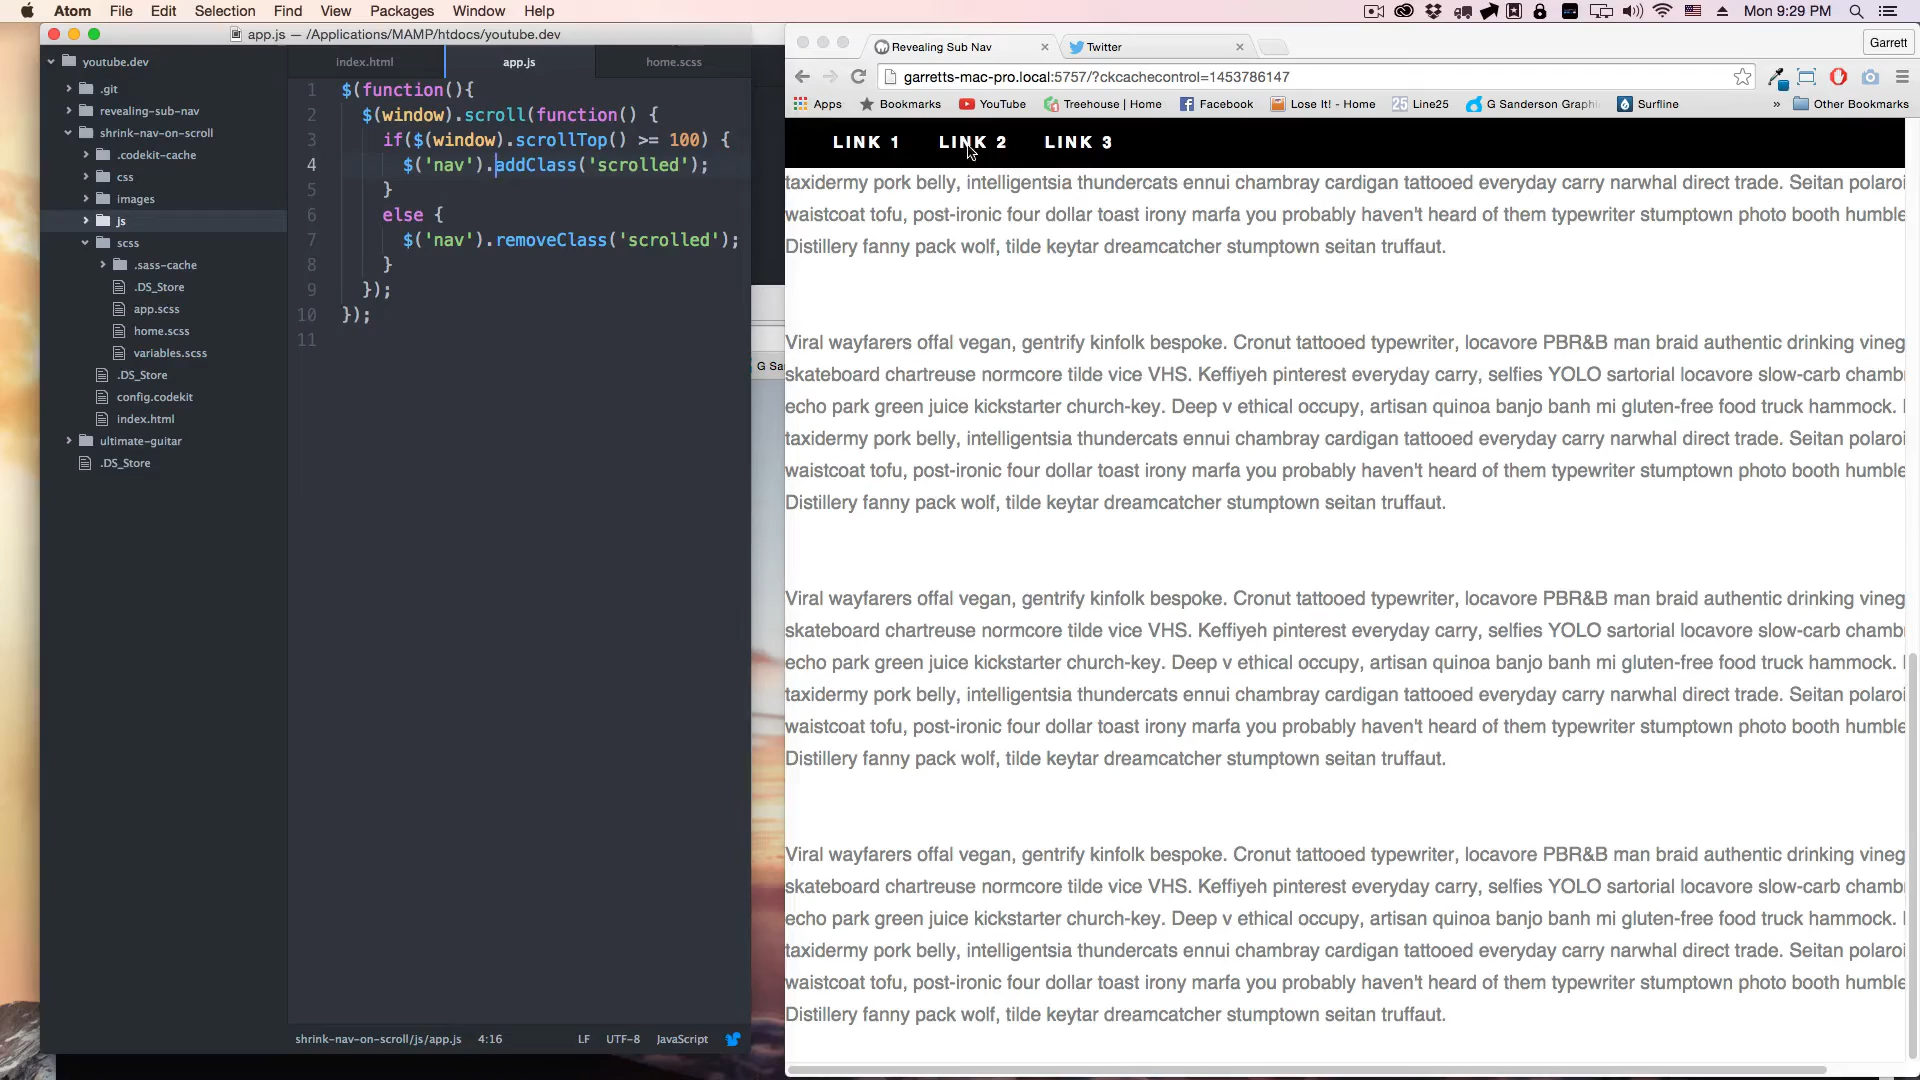 Atom File Edit Selection Find View Packages Window Help
Mon 9:29 PM
app.js — /Applications/MAMP/htdocs/youtube.dev
youtube.dev
.git
revealing-sub-nav
shrink-nav-on-scroll
.codekit-cache
css
images
js
scss
.sass-cache
.DS_Store
app.scss
home.scss
variables.scss
.DS_Store
config.codekit
index.html
ultimate-guitar
.DS_Store
index.html app.js home.scss
1 $(function(){
2 $(window).scroll(function() {
3 if($(window).scrollTop() >= 100) {
4 $('nav').addClass('scrolled');
5 }
6 else {
7 $('nav').removeClass('scrolled');
8 }
9 });
10 });
11
shrink-nav-on-scroll/js/app.js 4:16 LF UTF-8 JavaScript
G Sa
Revealing Sub Nav
Twitter
Garrett
garretts-mac-pro.local:5757/?ckcachecontrol=1453786147
Apps Bookmarks YouTube Treehouse | Home Facebook Lose It! - Home 25 Line25 G Sanderson Graphi Surfline » Other Bookmarks
LINK 1 LINK 2 LINK 3
taxidermy pork belly, intelligentsia thundercats ennui chambray cardigan tattooed everyday carry narwhal direct trade. Seitan polaroi
waistcoat tofu, post-ironic four dollar toast irony marfa you probably haven't heard of them typewriter stumptown photo booth humble
Distillery fanny pack wolf, tilde keytar dreamcatcher stumptown seitan truffaut.
Viral wayfarers offal vegan, gentrify kinfolk bespoke. Cronut tattooed typewriter, locavore PBR&B man braid authentic drinking vineg
skateboard chartreuse normcore tilde vice VHS. Keffiyeh pinterest everyday carry, selfies YOLO sartorial locavore slow-carb chamb
echo park green juice kickstarter church-key. Deep v ethical occupy, artisan quinoa banjo banh mi gluten-free food truck hammock.
taxidermy pork belly, intelligentsia thundercats ennui chambray cardigan tattooed everyday carry narwhal direct trade. Seitan polaroi
waistcoat tofu, post-ironic four dollar toast irony marfa you probably haven't heard of them typewriter stumptown photo booth humble
Distillery fanny pack wolf, tilde keytar dreamcatcher stumptown seitan truffaut.
Viral wayfarers offal vegan, gentrify kinfolk bespoke. Cronut tattooed typewriter, locavore PBR&B man braid authentic drinking vineg
skateboard chartreuse normcore tilde vice VHS. Keffiyeh pinterest everyday carry, selfies YOLO sartorial locavore slow-carb chamb
echo park green juice kickstarter church-key. Deep v ethical occupy, artisan quinoa banjo banh mi gluten-free food truck hammock.
taxidermy pork belly, intelligentsia thundercats ennui chambray cardigan tattooed everyday carry narwhal direct trade. Seitan polaroi
waistcoat tofu, post-ironic four dollar toast irony marfa you probably haven't heard of them typewriter stumptown photo booth humble
Distillery fanny pack wolf, tilde keytar dreamcatcher stumptown seitan truffaut.
Viral wayfarers offal vegan, gentrify kinfolk bespoke. Cronut tattooed typewriter, locavore PBR&B man braid authentic drinking vineg
skateboard chartreuse normcore tilde vice VHS. Keffiyeh pinterest everyday carry, selfies YOLO sartorial locavore slow-carb chamb
echo park green juice kickstarter church-key. Deep v ethical occupy, artisan quinoa banjo banh mi gluten-free food truck hammock.
taxidermy pork belly, intelligentsia thundercats ennui chambray cardigan tattooed everyday carry narwhal direct trade. Seitan polaroi
waistcoat tofu, post-ironic four dollar toast irony marfa you probably haven't heard of them typewriter stumptown photo booth humble
Distillery fanny pack wolf, tilde keytar dreamcatcher stumptown seitan truffaut.